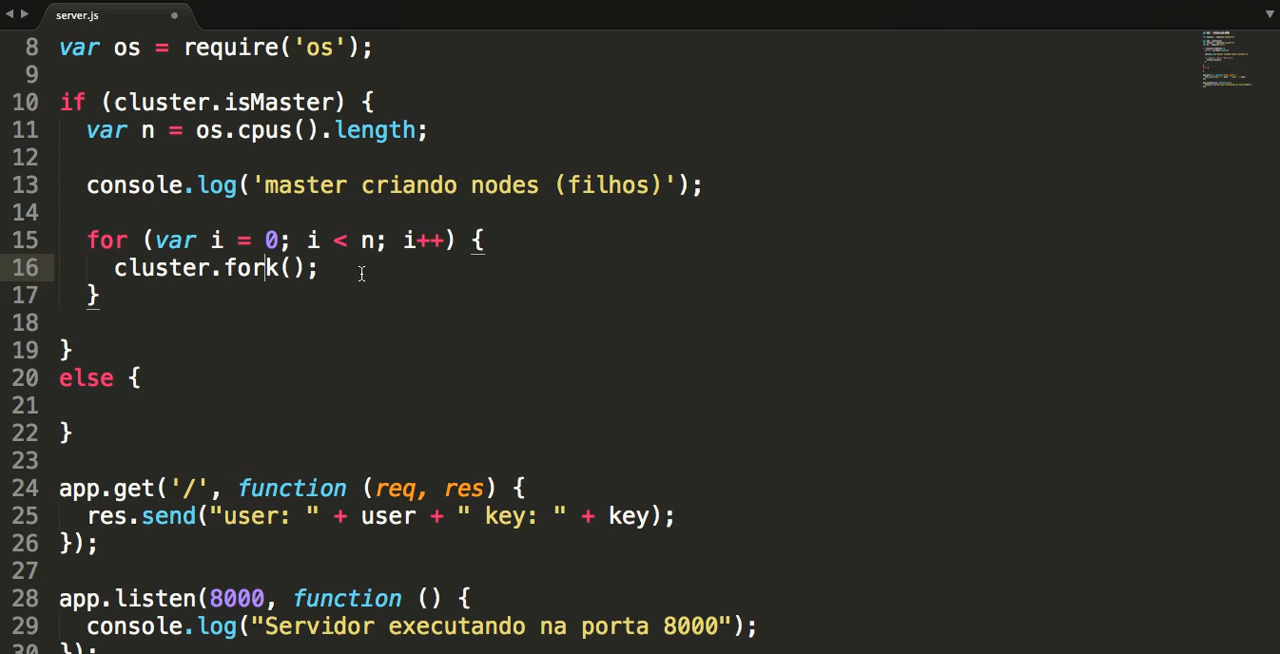 server.js
8 var os = require('os');
9
10 if (cluster.isMaster) {
11 var n = os.cpus().length;
12
13 console.log('master criando nodes (filhos)');
14
15 for (var i = 0; i < n; i++) {
16 cluster.fork();
17 }
18
19 }
20 else {
21
22 }
23
24 app.get('/', function (req, res) {
25 res.send("user: " + user + " key: " + key);
26 });
27
28 app.listen(8000, function () {
29 console.log("Servidor executando na porta 8000");
30 });